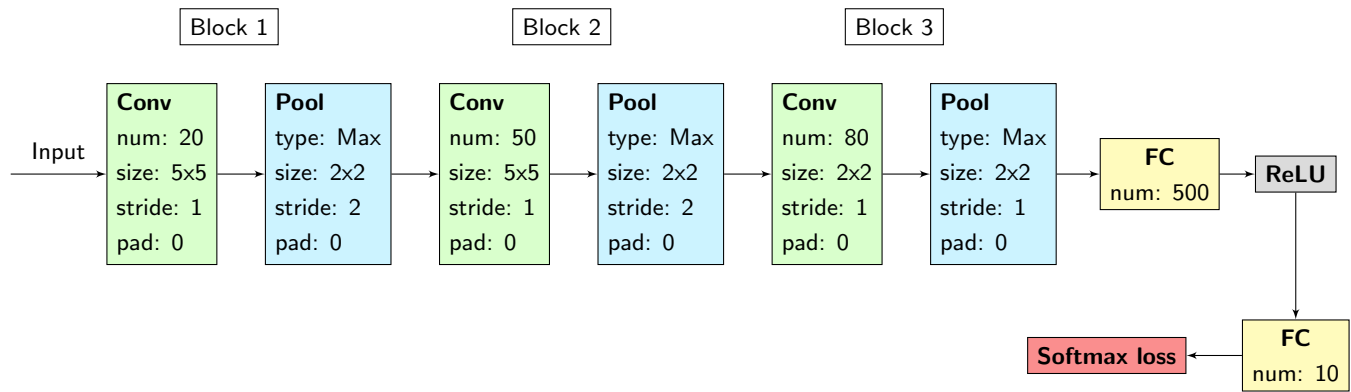 Block 1
Block 2
Block 3
Input
Conv
num: 20
size: 5x5
stride: 1
pad: 0
Pool
type: Max
size: 2x2
stride: 2
pad: 0
Conv
num: 50
size: 5x5
stride: 1
pad: 0
Pool
type: Max
size: 2x2
stride: 2
pad: 0
Conv
num: 80
size: 2x2
stride: 1
pad: 0
Pool
type: Max
size: 2x2
stride: 1
pad: 0
FC
num: 500
ReLU
FC
num: 10
Softmax loss